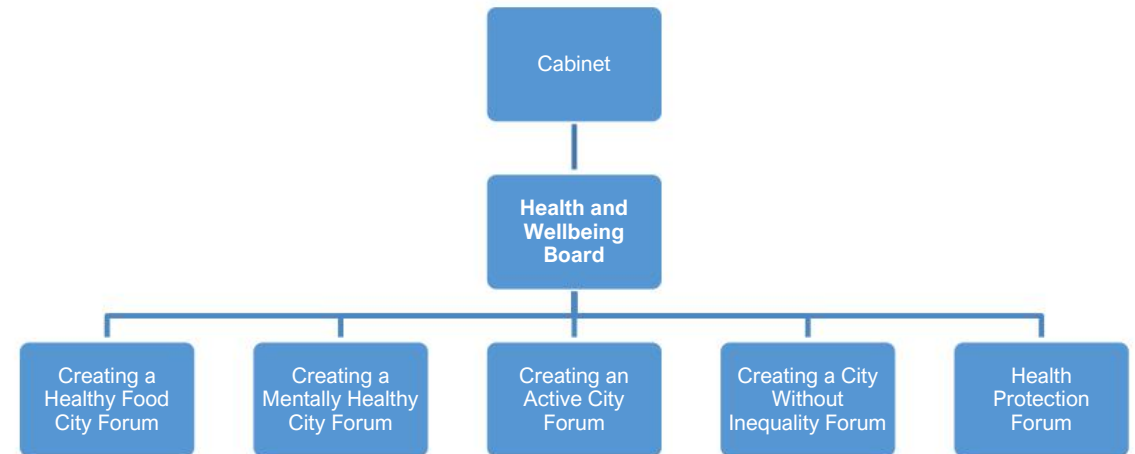 Cabinet
Health and
Wellbeing
Board
Creating a
Healthy Food
City Forum
Creating a
Mentally Healthy
City Forum
Creating an
Active City
Forum
Creating a City
Without
Inequality Forum
Health
Protection
Forum